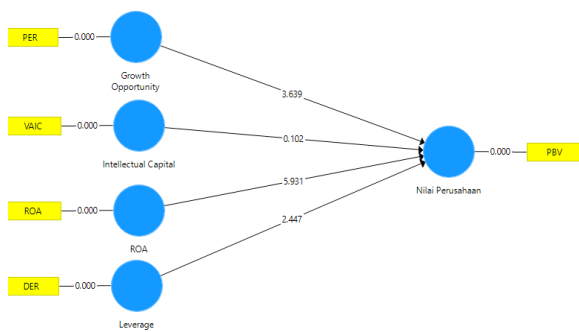 PER
0.000
Growth
Opportunity
3.639
VAIC
0.000
Intellectual Capital
0.102
Nilai Perusahaan
0.000
PBV
ROA
0.000
ROA
5.931
DER
0.000
Leverage
2.447